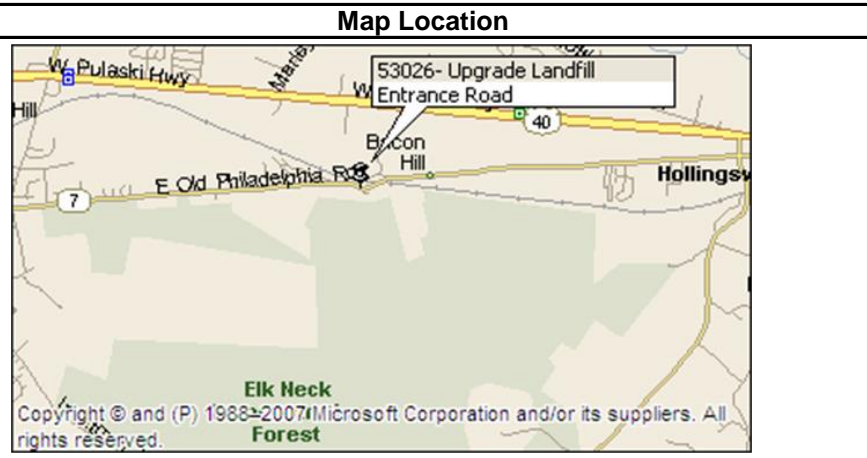 Map Location
W Pulaski Hwy
53026- Upgrade Landfill
Entrance Road
W
Hill
40
Bacon
Hill
E Old Philadelphia Rd
Hollingsw
7
Elk Neck
Copyright © and (P) 1988–2007 Microsoft Corporation and/or its suppliers. All
rights reserved.
Forest